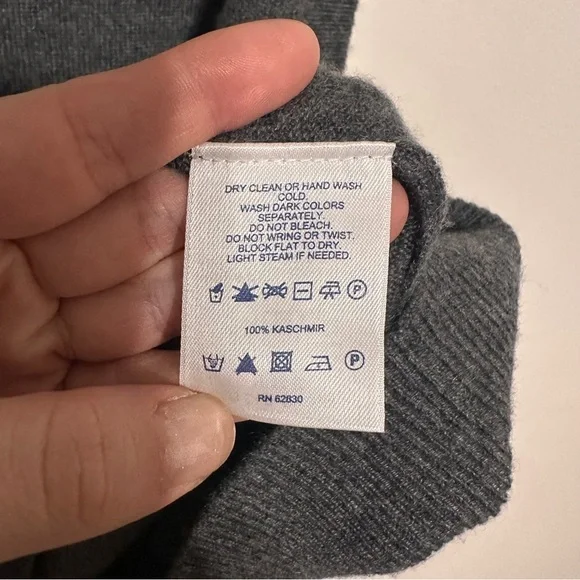 DRY CLEAN OR HAND WASH
COLD.
WASH DARK COLORS
SEPARATELY.
DO NOT BLEACH.
DO NOT WRING OR TWIST.
BLOCK FLAT TO DRY.
LIGHT STEAM IF NEEDED.
P
100% KASCHMIR
P
RN 62830